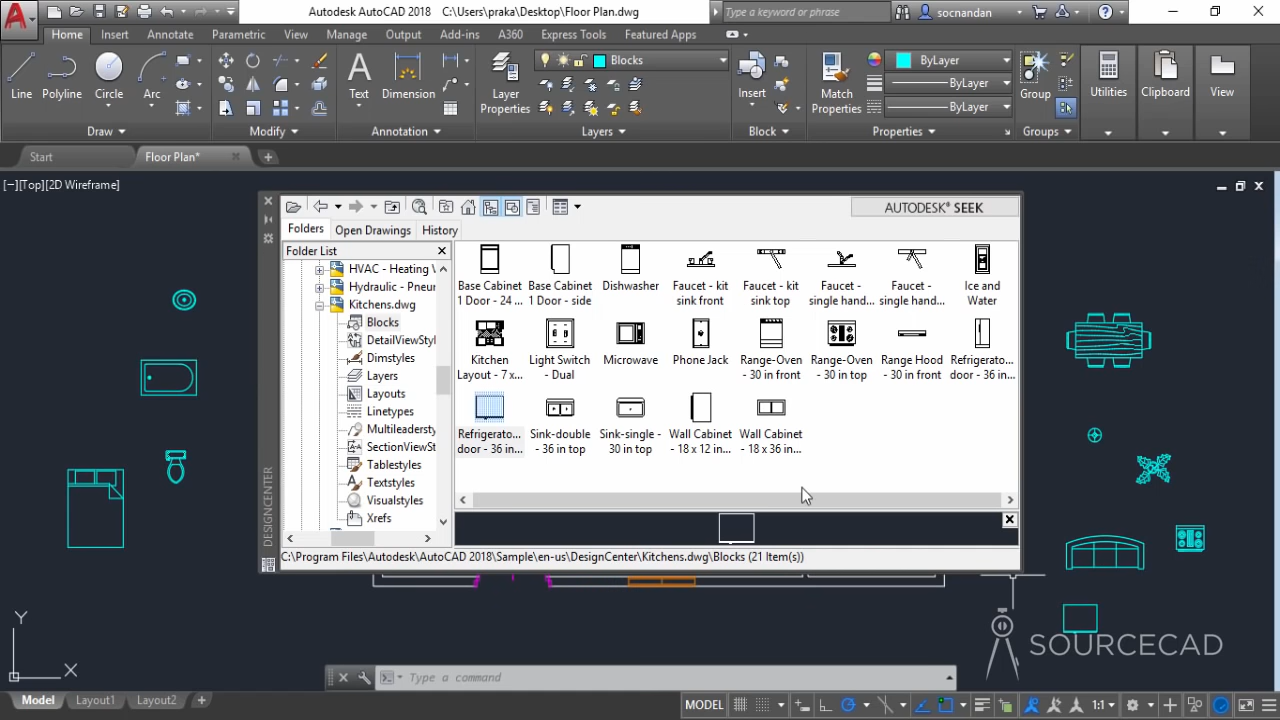 Autodesk AutoCAD 2018 C:\Users\praka\Desktop\Floor Plan.dwg
Type a keyword or phrase
socnandan
Home Insert Annotate Parametric View Manage Output Add-ins A360 Express Tools Featured Apps
Blocks
ByLayer
ByLayer
ByLayer
Line Polyline Circle Arc
Text Dimension
Layer Properties
Insert
Match Properties
Group Utilities Clipboard View
Draw Modify Annotation Layers Block Properties Groups
Start Floor Plan*
[−][Top][2D Wireframe]
AUTODESK® SEEK
Folders Open Drawings History
Folder List
HVAC - Heating V
Hydraulic - Pneur
Kitchens.dwg
Blocks
DetailViewStyl
Dimstyles
Layers
Layouts
Linetypes
Multileaderstyl
SectionViewSt
Tablestyles
Textstyles
Visualstyles
Xrefs
Base Cabinet 1 Door - 24 ...
Base Cabinet 1 Door - side
Dishwasher
Faucet - kit sink front
Faucet - kit sink top
Faucet - single hand...
Faucet - single hand...
Ice and Water
Kitchen Layout - 7 x...
Light Switch - Dual
Microwave
Phone Jack
Range-Oven - 30 in front
Range-Oven - 30 in top
Range Hood - 30 in front
Refrigerato... door - 36 in...
Refrigerato... door - 36 in...
Sink-double - 36 in top
Sink-single - 30 in top
Wall Cabinet - 18 x 12 in...
Wall Cabinet - 18 x 36 in...
DESIGNCENTER
C:\Program Files\Autodesk\AutoCAD 2018\Sample\en-us\DesignCenter\Kitchens.dwg\Blocks (21 Item(s))
Y
X
SOURCECAD
Type a command
Model Layout1 Layout2
MODEL
1:1